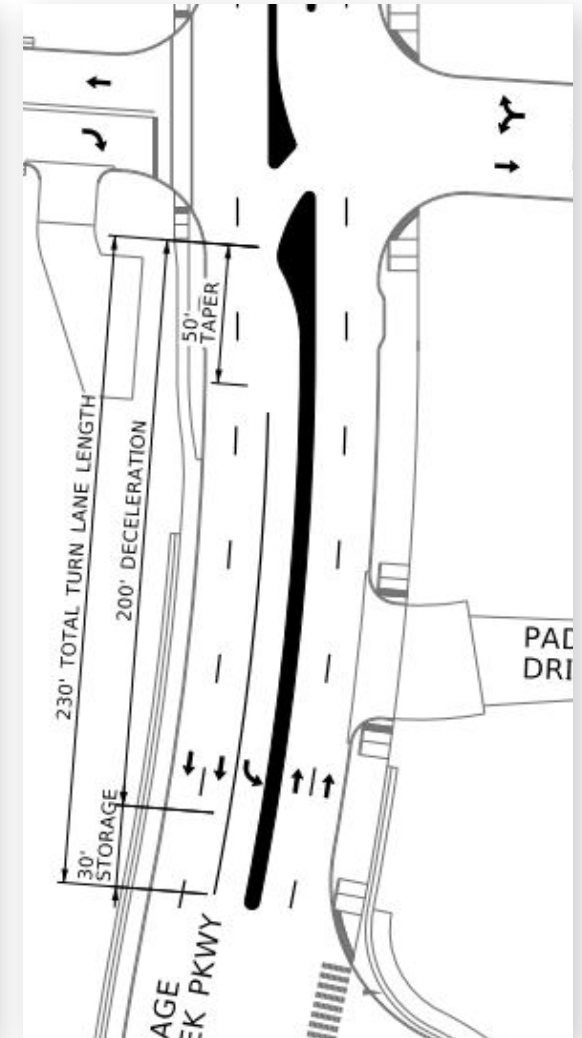 50'
TAPER
230' TOTAL TURN LANE LENGTH
200' DECELERATION
30'
STORAGE
PAD
DRI
AGE
EK PKWY